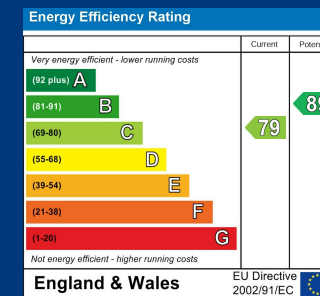 Energy Efficiency Rating
Current
Very energy efficient - lower running costs
(92 plus) A
(81-91) B
(69-80) C
79
(55-68) D
(39-54) E
(21-38) F
(1-20) G
Not energy efficient - higher running costs
England & Wales
EU Directive
2002/91/EC